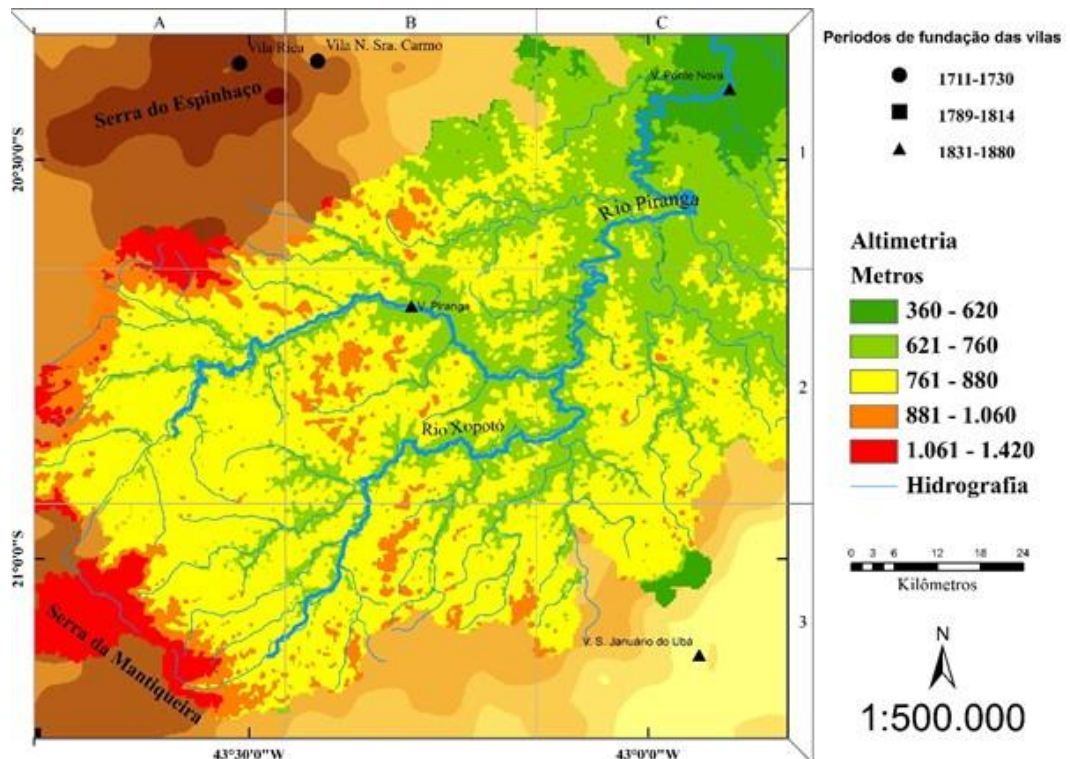 A
B
C
Vila Rica
Vila N. Sra. Carmo
V. Ponte Nova
Serra do Espinhaço
20°30'0"S
1
Rio Piranga
V. Piranga
2
Rio Xopotó
21°0'0"S
3
Serra da Mantiqueira
V. S. Januário do Ubá
43°30'0"W
43°0'0"W
Periodos de fundação das vilas
1711-1730
1789-1814
1831-1880
Altimetria
Metros
360 - 620
621 - 760
761 - 880
881 - 1.060
1.061 - 1.420
Hidrografia
0 3 6 12 18 24
Kilômetros
N
1:500.000